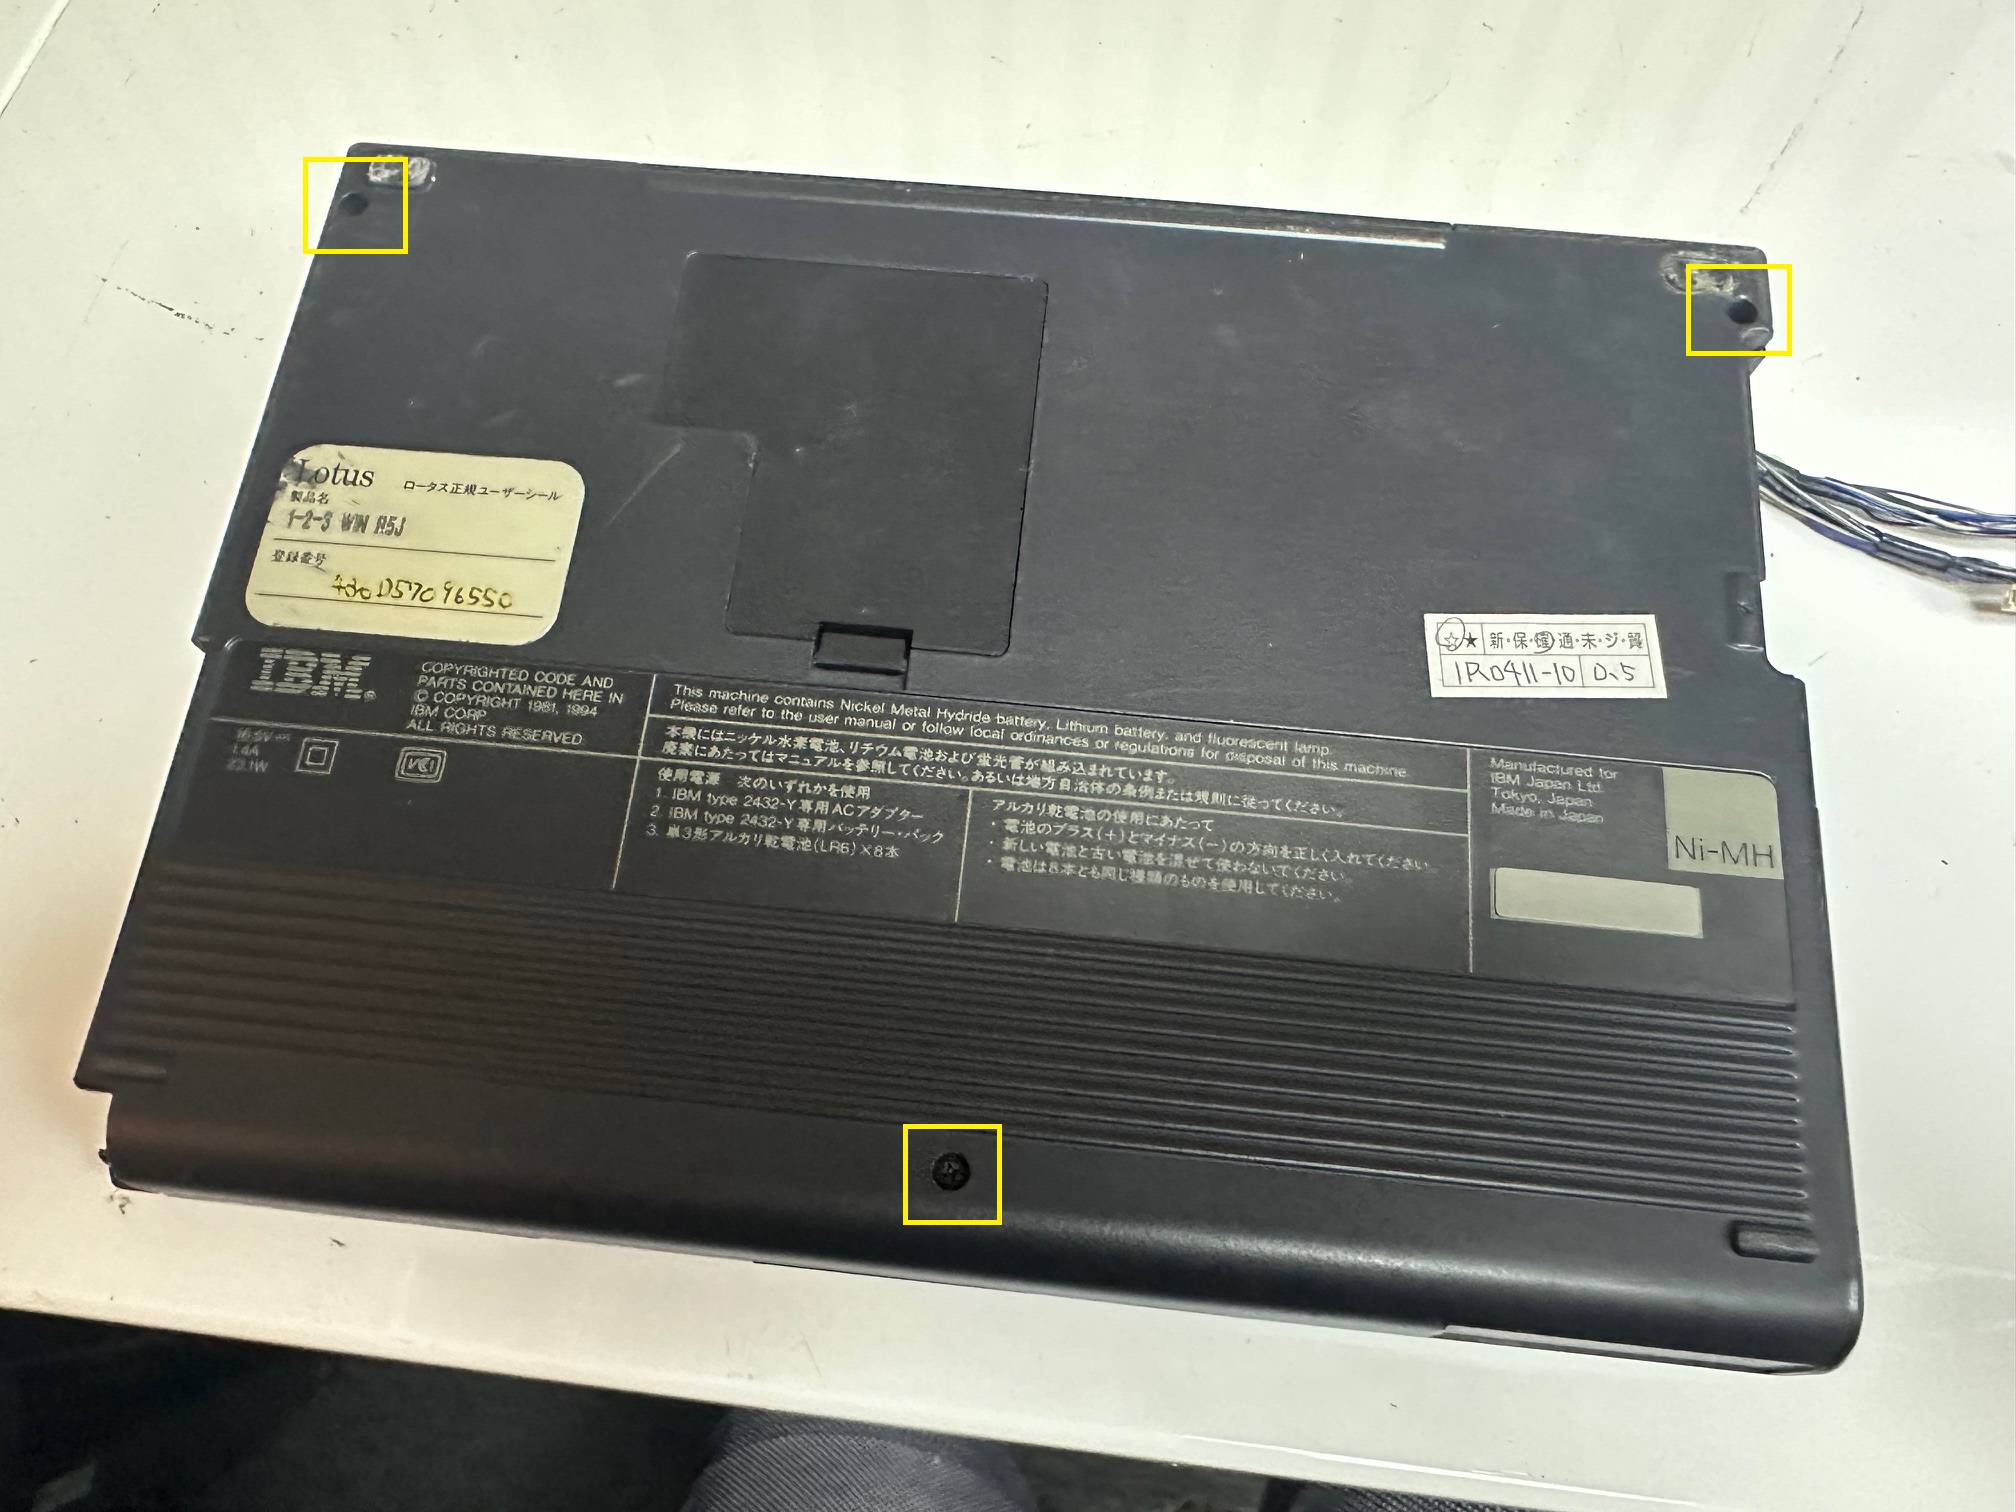 Lotus ロータス正規ユーザーシール
製品名
1-2-3 WIN R5J
登録番号
D57096550
IBM
COPYRIGHTED CODE AND
PARTS CONTAINED HERE IN
© COPYRIGHT 1981, 1994
IBM CORP
ALL RIGHTS RESERVED
16.5V
1.4A
23.1W
This machine contains Nickel Metal Hydride battery, Lithium battery, and fluorescent lamp.
Please refer to the user manual or follow local ordinances or regulations for disposal of this machine.
本機にはニッケル水素電池、リチウム電池および蛍光管が組み込まれています。
廃棄にあたってはマニュアルを参照してください。あるいは地方自治体の条例または規則に従ってください。
使用電源 次のいずれかを使用
1. IBM type 2432-Y専用ACアダプター
2. IBM type 2432-Y専用バッテリー・パック
3. 単3形アルカリ乾電池(LR6)×8本
アルカリ乾電池の使用にあたって
・電池のプラス(+)とマイナス(-)の方向を正しく入れてください。
・新しい電池と古い電池を混ぜて使わないでください。
・電池は8本とも同じ種類のものを使用してください。
Manufactured for
IBM Japan Ltd.
Tokyo, Japan
Made in Japan
Ni-MH
☆★ 新・保・確・通・未・ジ・貿
1R0411-10 D.5